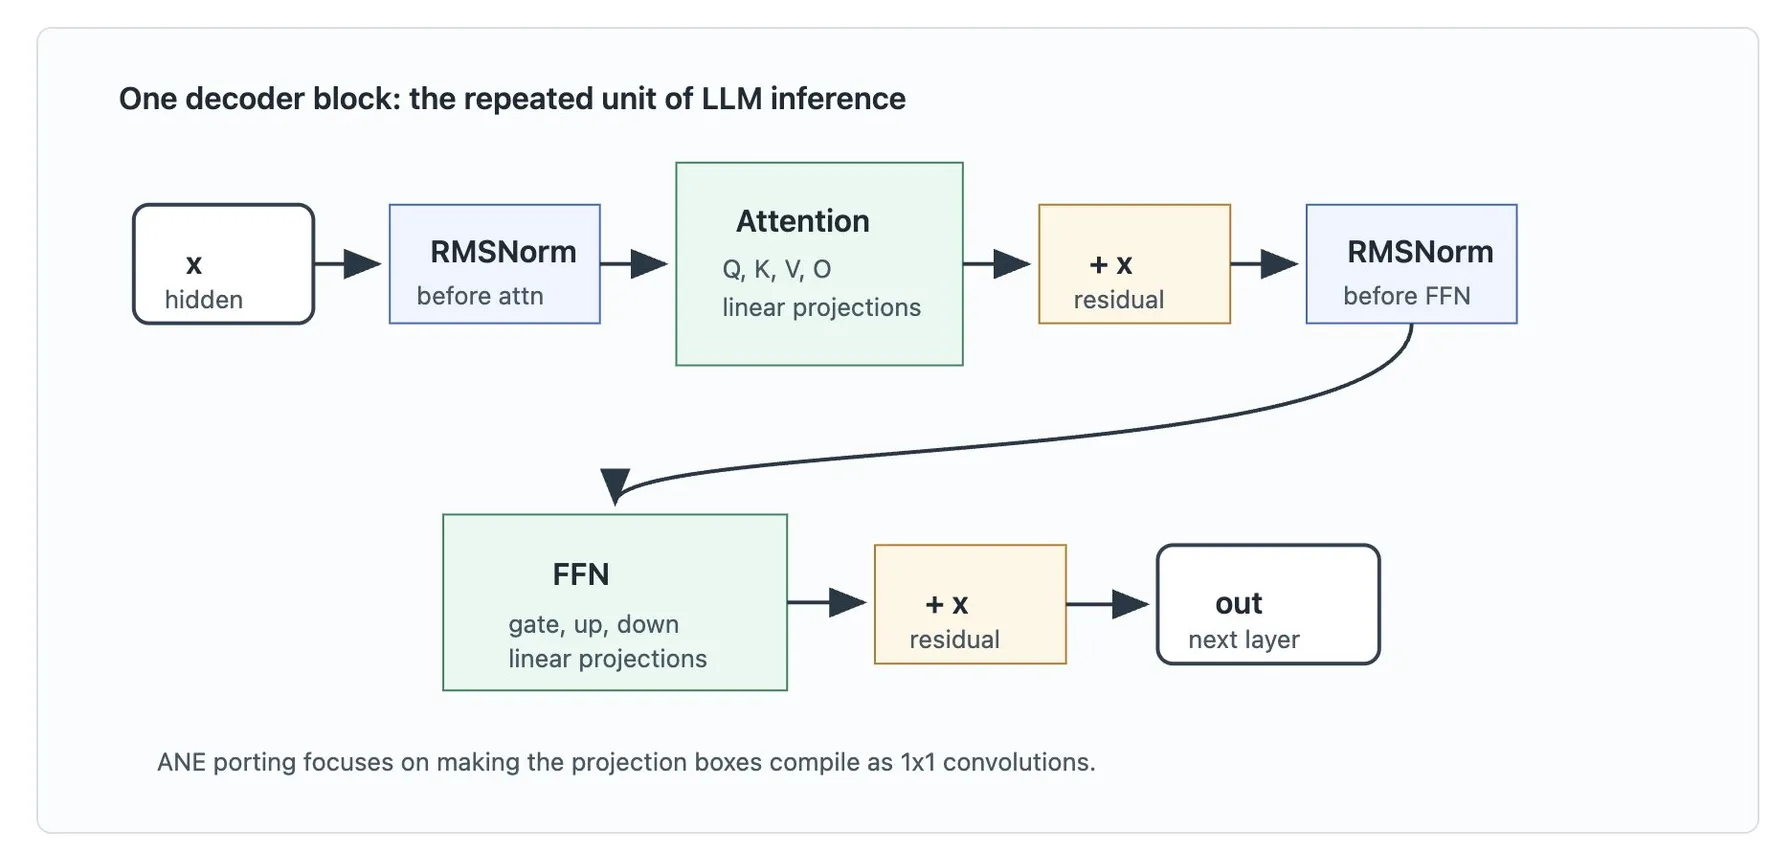 One decoder block: the repeated unit of LLM inference
x
hidden
RMSNorm
before attn
Attention
Q, K, V, O
linear projections
+ x
residual
RMSNorm
before FFN
FFN
gate, up, down
linear projections
+ x
residual
out
next layer
ANE porting focuses on making the projection boxes compile as 1x1 convolutions.